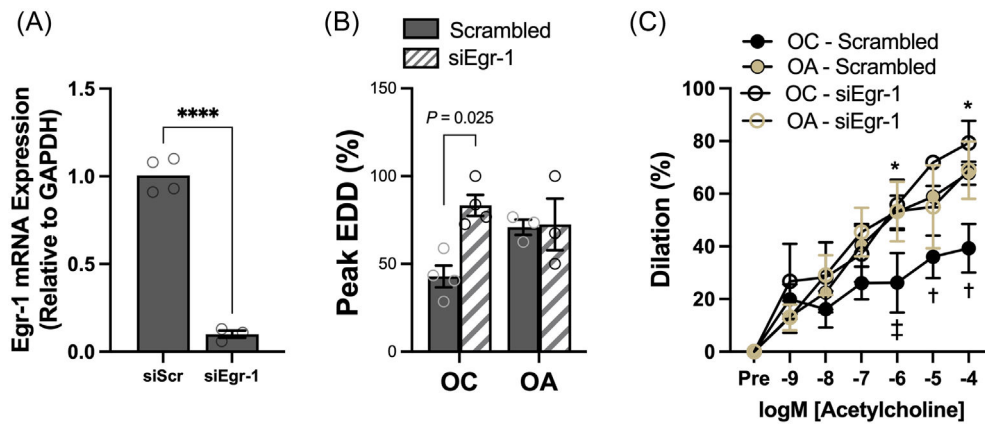 (A)
Egr-1 mRNA Expression
(Relative to GAPDH)
1.5
1.0
0.5
0.0
****
siScr
siEgr-1
(B)
Scrambled
siEgr-1
Peak EDD (%)
150
100
50
0
P = 0.025
OC
OA
(C)
OC - Scrambled
OA - Scrambled
OC - siEgr-1
OA - siEgr-1
Dilation (%)
100
80
60
40
20
0
*
*
‡
†
†
Pre
-9
-8
-7
-6
-5
-4
logM [Acetylcholine]